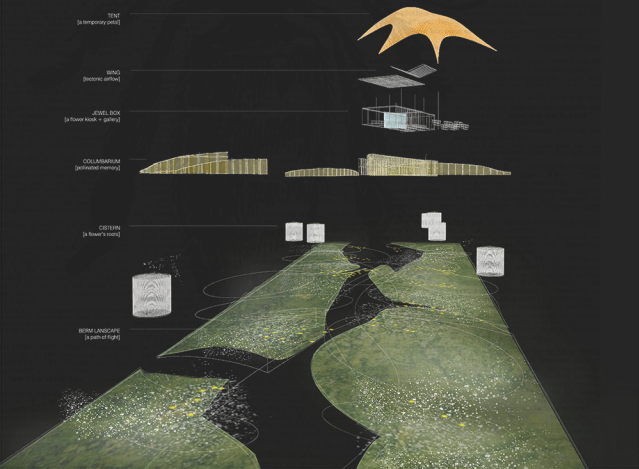 TENT
[a temporary petal]
WING
[tectonic airflow]
JEWEL BOX
[a flower kiosk + gallery]
COLUMBARIUM
[pollinated memory]
CISTERN
[a flower's roots]
BERM LANSCAPE
[a path of flight]